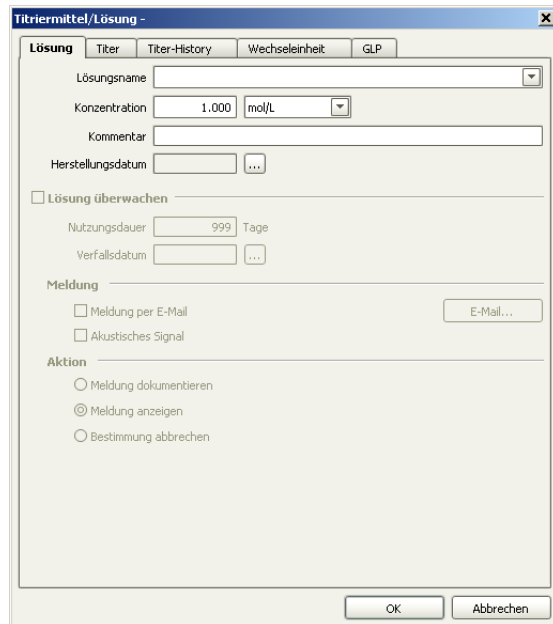 Titriermittel/Lösung -
Lösung Titer Titer-History Wechseleinheit GLP
Lösungsname
Konzentration 1.000 mol/L
Kommentar
Herstellungsdatum ...
Lösung überwachen
Nutzungsdauer 999 Tage
Verfallsdatum ...
Meldung
Meldung per E-Mail E-Mail...
Akustisches Signal
Aktion
Meldung dokumentieren
Meldung anzeigen
Bestimmung abbrechen
OK Abbrechen